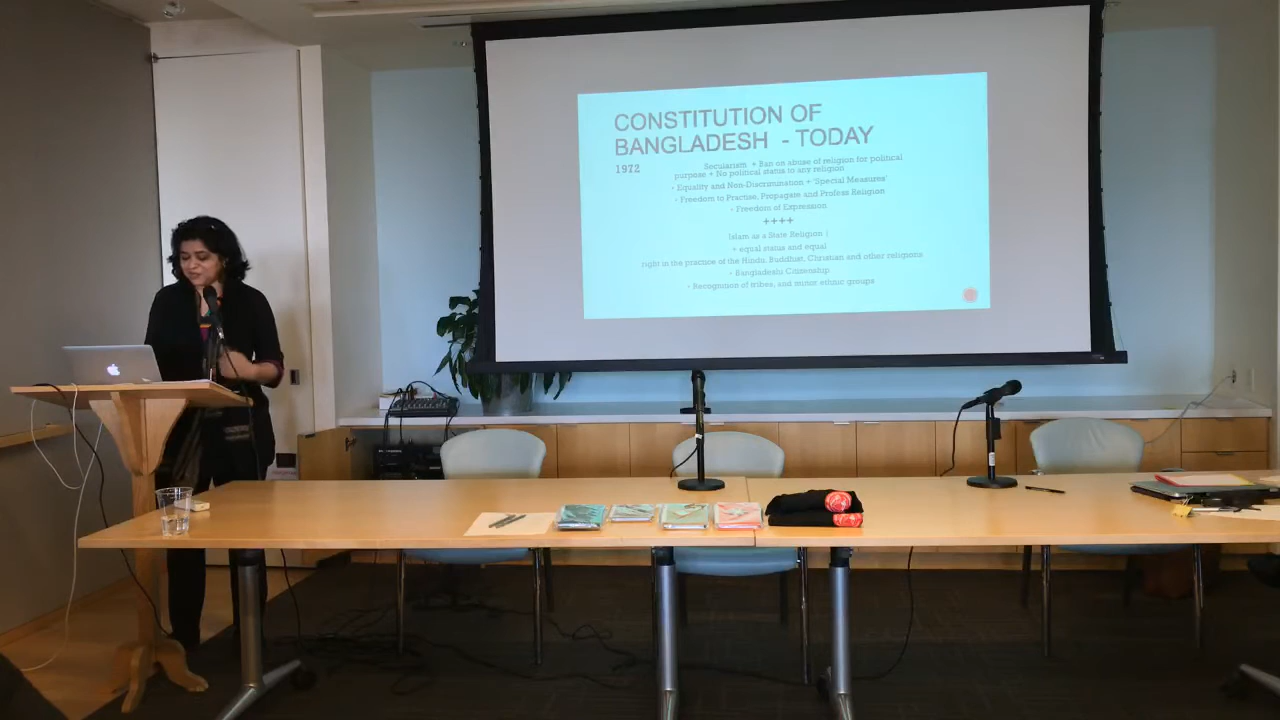 CONSTITUTION OF
BANGLADESH - TODAY
1972
Secularism + Ban on abuse of religion for political
purpose + No political status to any religion
- Equality and Non-Discrimination + 'Special Measures'
- Freedom to Practise, Propagate and Profess Religion
- Freedom of Expression
++++
Islam as a State Religion |
+ equal status and equal
right in the practice of the Hindu, Buddhist, Christian and other religions
- Bangladeshi Citizenship
- Recognition of tribes, and minor ethnic groups